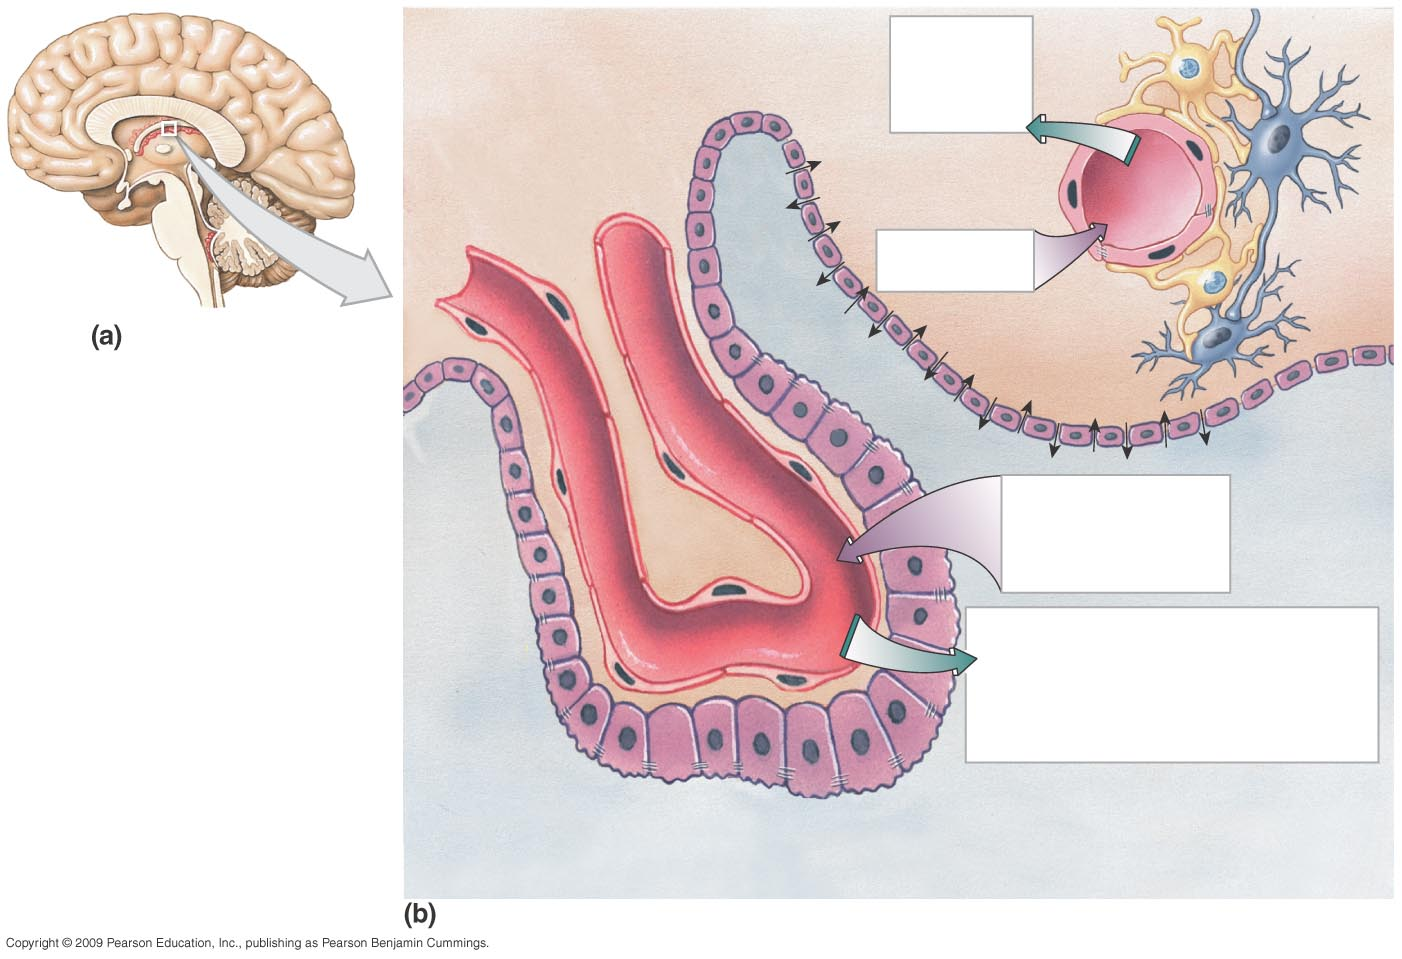 (a)
(b)
Copyright © 2009 Pearson Education, Inc., publishing as Pearson Benjamin Cummings.